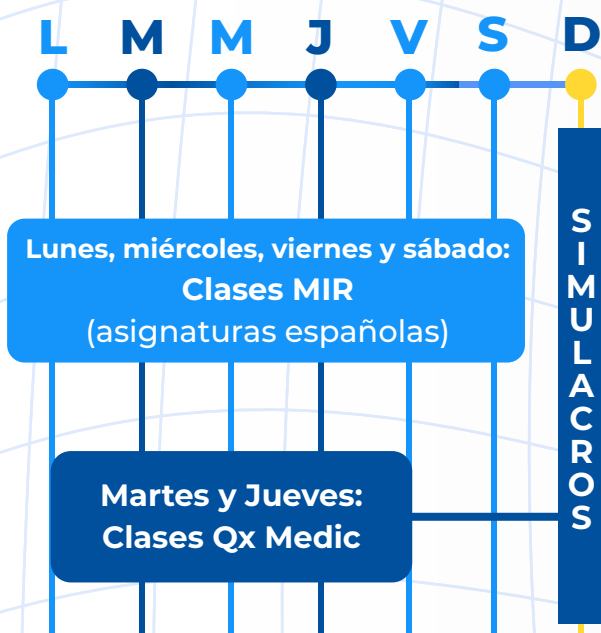 L M M J V S D
Lunes, miércoles, viernes y sábado:
Clases MIR
(asignaturas españolas)
Martes y Jueves:
Clases Qx Medic
SIMULACROS